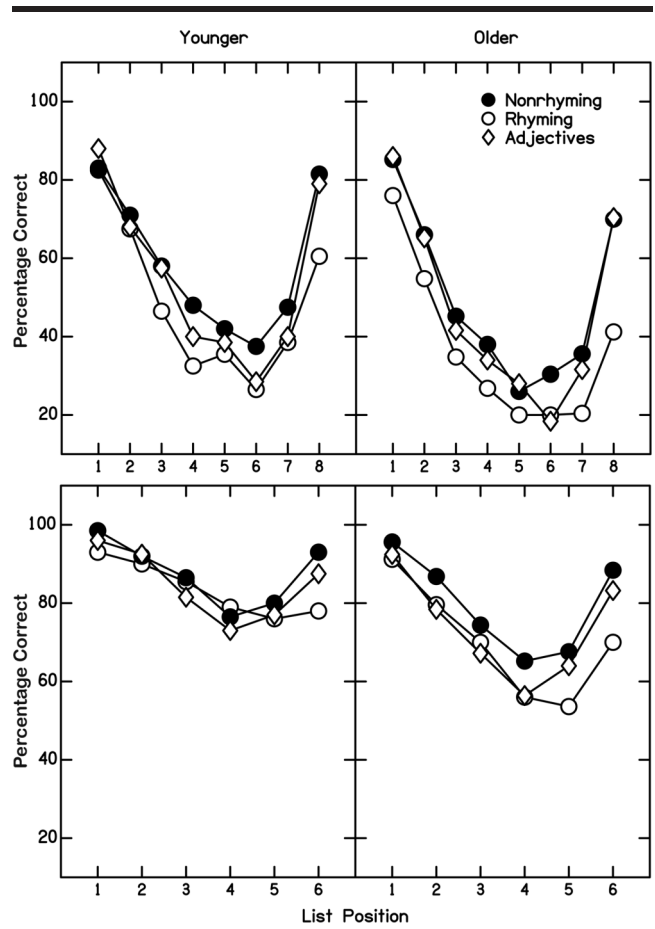 Younger Older
100
80
60
40
20
Percentage Correct
Nonrhyming
Rhyming
Adjectives
1 2 3 4 5 6 7 8
1 2 3 4 5 6 7 8
100
80
60
40
20
Percentage Correct
1 2 3 4 5 6
1 2 3 4 5 6
List Position